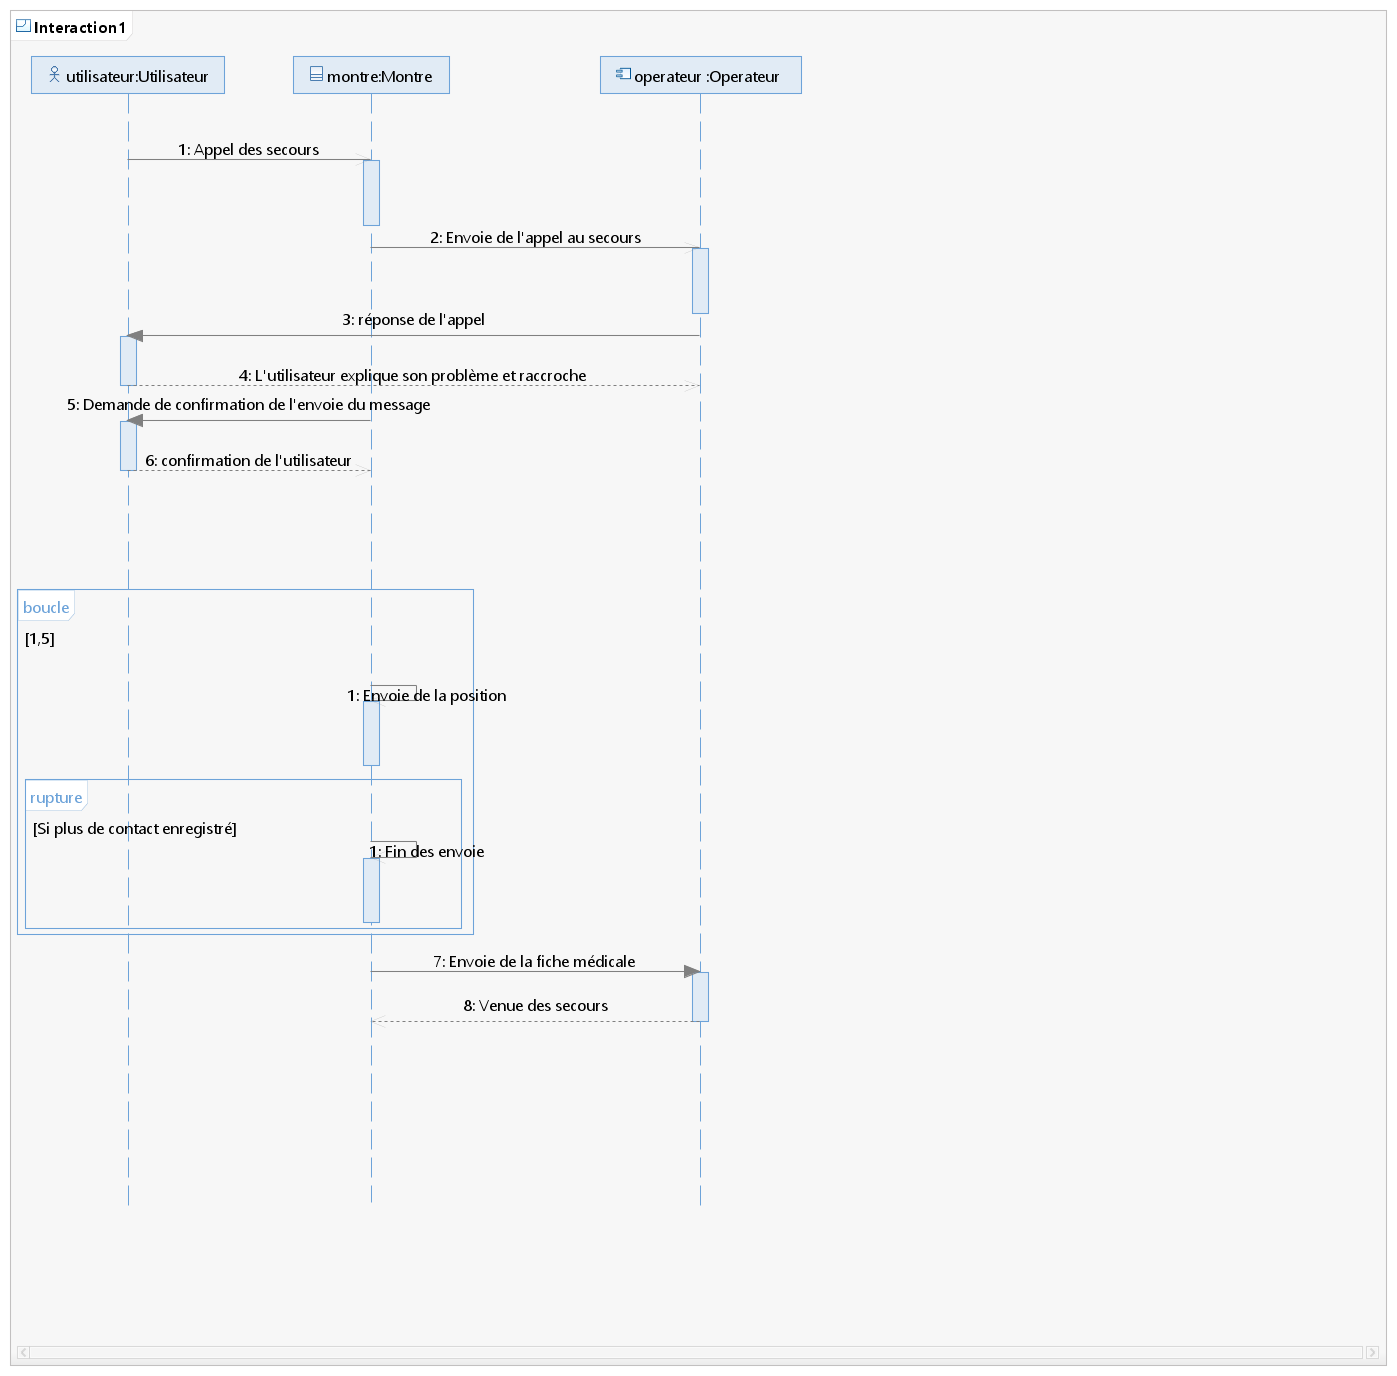 Interaction1
utilisateur:Utilisateur
montre:Montre
operateur :Operateur
1: Appel des secours
2: Envoie de l'appel au secours
3: réponse de l'appel
4: L'utilisateur explique son problème et raccroche
5: Demande de confirmation de l'envoie du message
6: confirmation de l'utilisateur
boucle
[1,5]
1: Envoie de la position
rupture
[Si plus de contact enregistré]
1: Fin des envoie
7: Envoie de la fiche médicale
8: Venue des secours